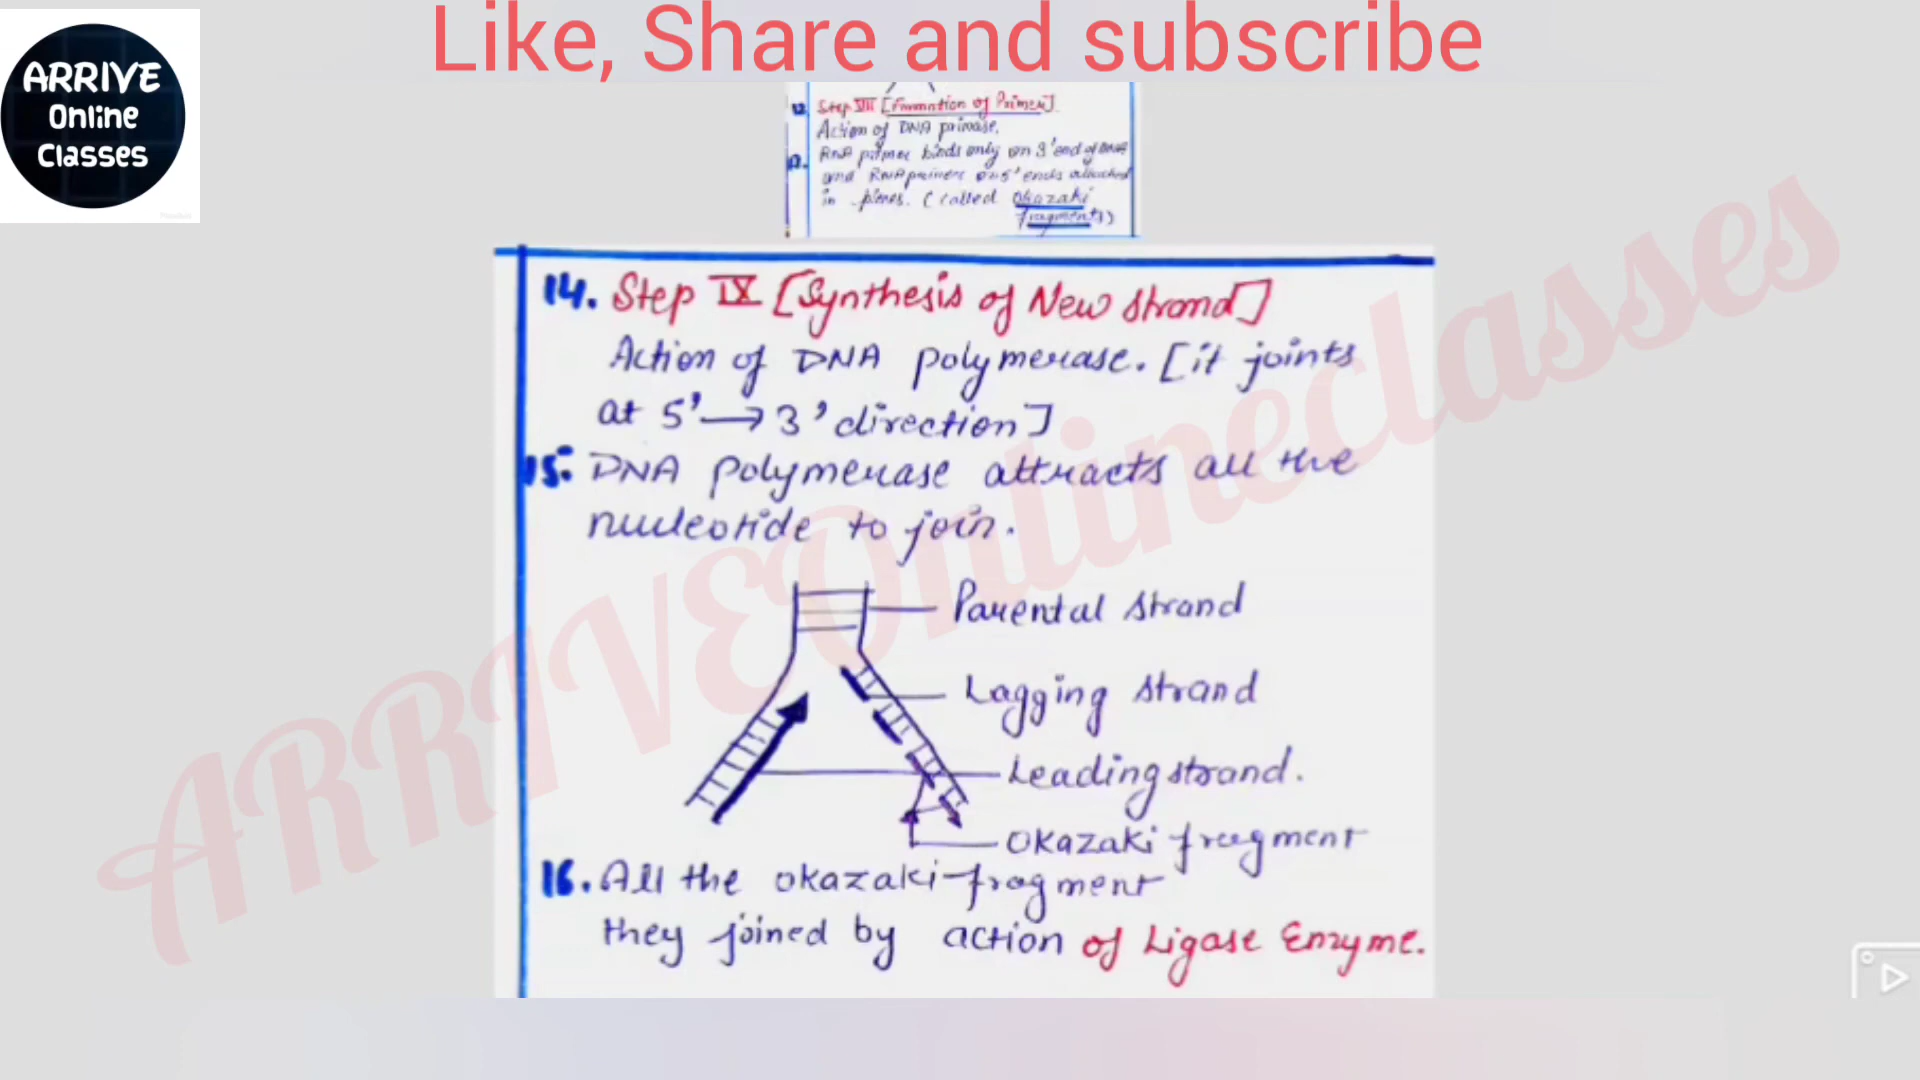 Like, Share and subscribe
ARRIVE
Online
Classes
12. Step VIII [Formation of Primer]
Action of DNA primase.
13. RNA primer binds only on 3' end of DNA
and RNA primers on 5' ends attached
in pieces. (called Okazaki
fragments)
14. Step IX [Synthesis of New strand]
Action of DNA polymerase. [it joints
at 5' → 3' direction]
15. DNA polymerase attracts all the
nucleotide to join.
Parental strand
Lagging strand
Leading strand.
Okazaki fragment
16. All the okazaki fragment
they joined by action of Ligase Enzyme.
ARRIVEOnlineclasses